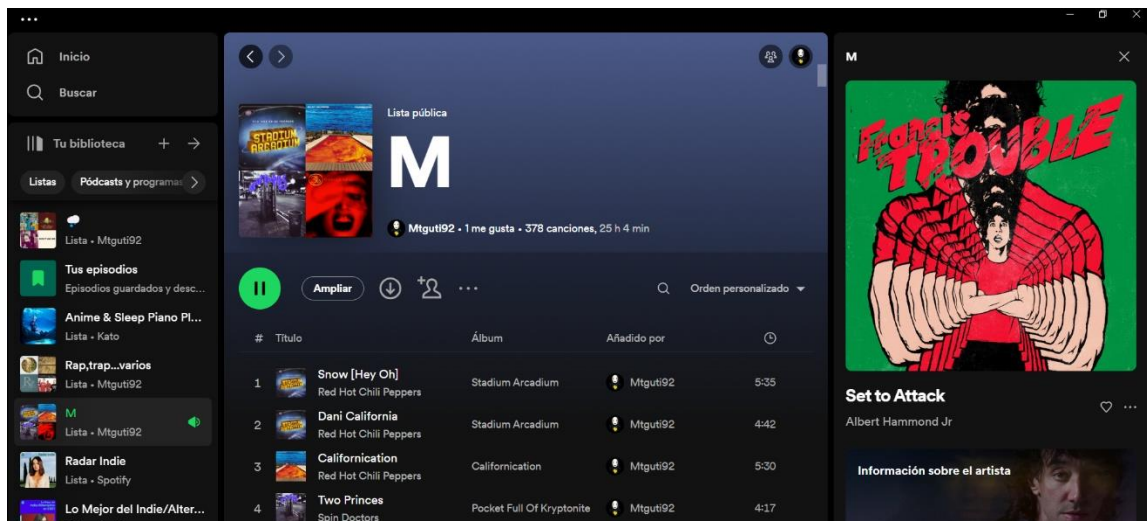 Inicio
Buscar
Tu biblioteca
Listas
Pódcasts y programas
Lista • Mtguti92
Tus episodios
Episodios guardados y desc...
Anime & Sleep Piano Pl...
Lista • Kato
Rap,trap...varios
Lista • Mtguti92
M
Lista • Mtguti92
Radar Indie
Lista • Spotify
Lo Mejor del Indie/Alter...
STADIUM
ARCADIUM
Lista pública
M
Mtguti92 • 1 me gusta • 378 canciones, 25 h 4 min
Ampliar
Orden personalizado
# Título Álbum Añadido por
1 Snow [Hey Oh] Stadium Arcadium Mtguti92 5:35
Red Hot Chili Peppers
2 Dani California Stadium Arcadium Mtguti92 4:42
Red Hot Chili Peppers
3 Californication Californication Mtguti92 5:30
Red Hot Chili Peppers
4 Two Princes Pocket Full Of Kryptonite Mtguti92 4:17
Spin Doctors
M
Francis
TROUBLE
Set to Attack
Albert Hammond Jr
Información sobre el artista